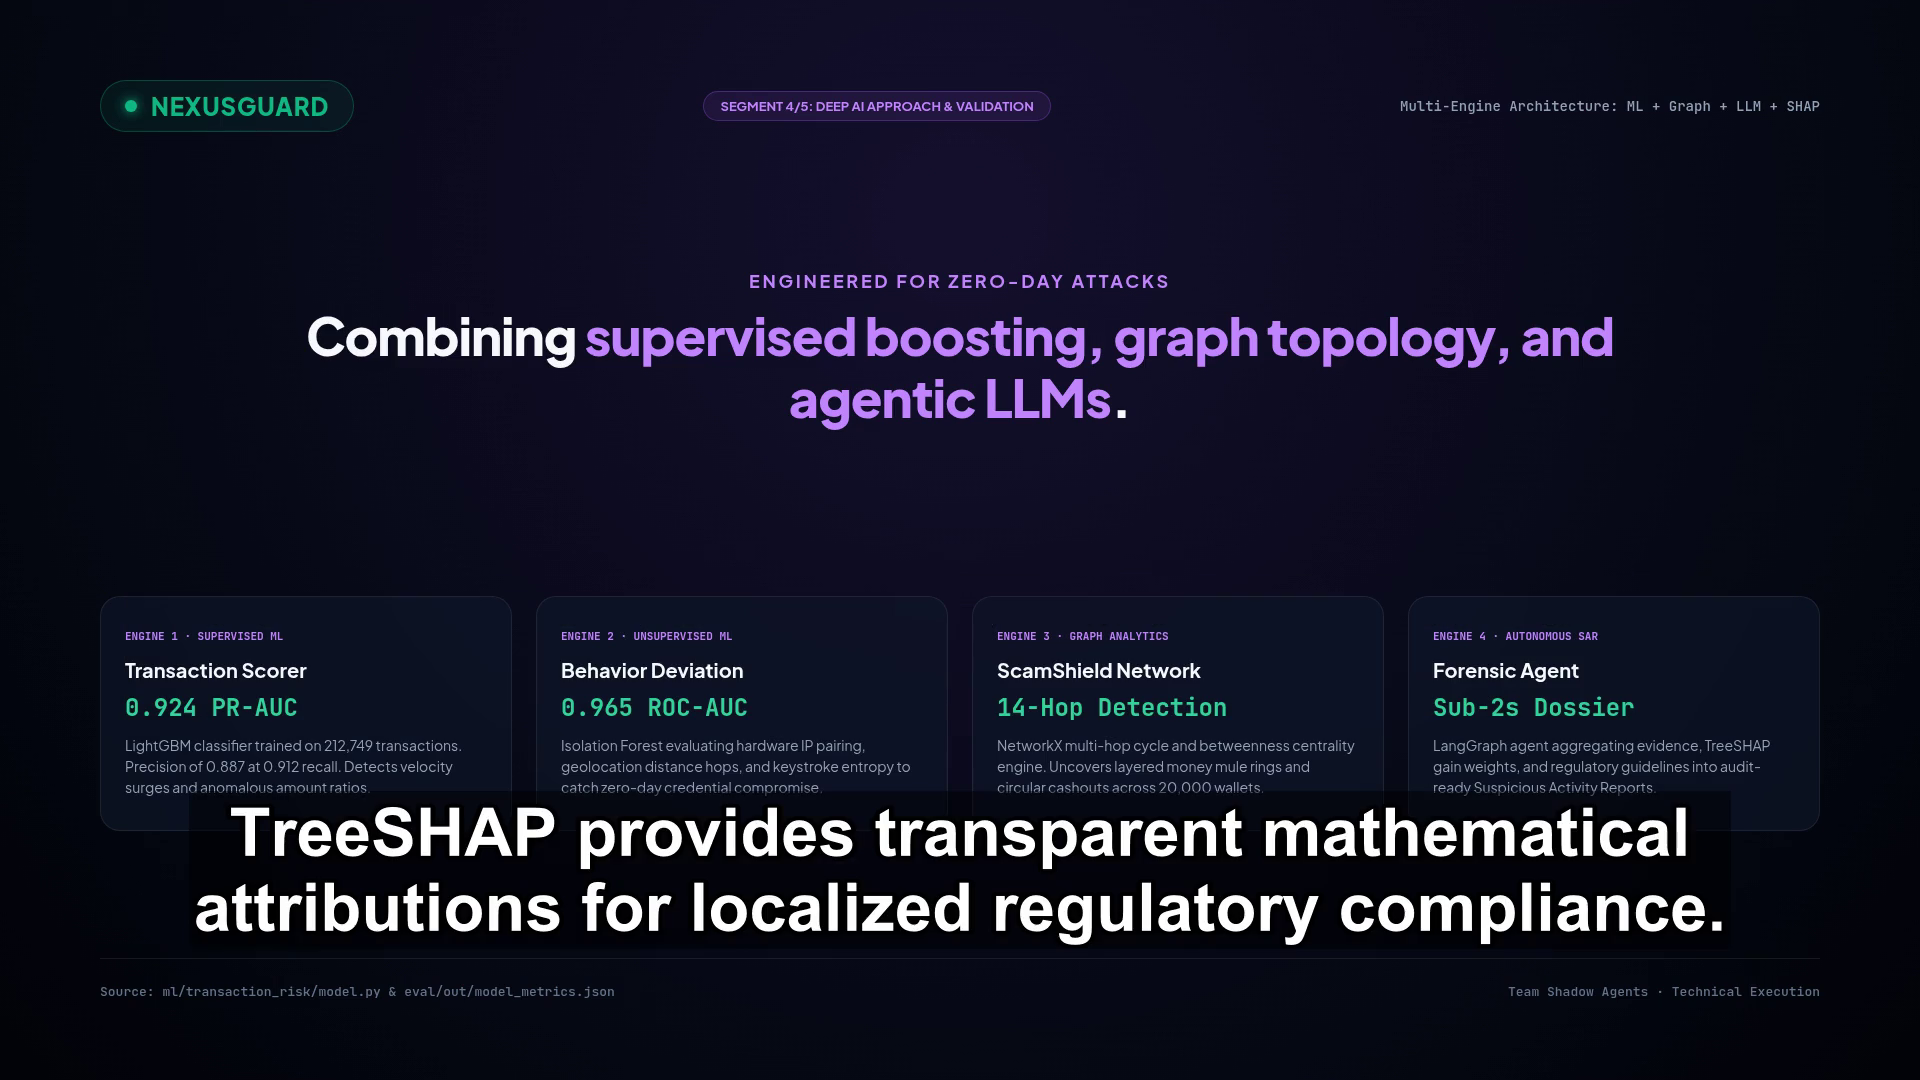 NEXUSGUARD
SEGMENT 4/5: DEEP AI APPROACH & VALIDATION
Multi-Engine Architecture: ML + Graph + LLM + SHAP
ENGINEERED FOR ZERO-DAY ATTACKS
Combining supervised boosting, graph topology, and
agentic LLMs.
ENGINE 1 · SUPERVISED ML
Transaction Scorer
0.924 PR-AUC
LightGBM classifier trained on 212,749 transactions.
Precision of 0.887 at 0.912 recall. Detects velocity
surges and anomalous amount ratios.
ENGINE 2 · UNSUPERVISED ML
Behavior Deviation
0.965 ROC-AUC
Isolation Forest evaluating hardware IP pairing,
geolocation distance hops, and keystroke entropy to
catch zero-day credential compromise.
ENGINE 3 · GRAPH ANALYTICS
ScamShield Network
14-Hop Detection
NetworkX multi-hop cycle and betweenness centrality
engine. Uncovers layered money mule rings and
circular cashouts across 20,000 wallets.
ENGINE 4 · AUTONOMOUS SAR
Forensic Agent
Sub-2s Dossier
LangGraph agent aggregating evidence, TreeSHAP
gain weights, and regulatory guidelines into audit-
ready Suspicious Activity Reports.
TreeSHAP provides transparent mathematical
attributions for localized regulatory compliance.
Source: ml/transaction_risk/model.py & eval/out/model_metrics.json
Team Shadow Agents · Technical Execution